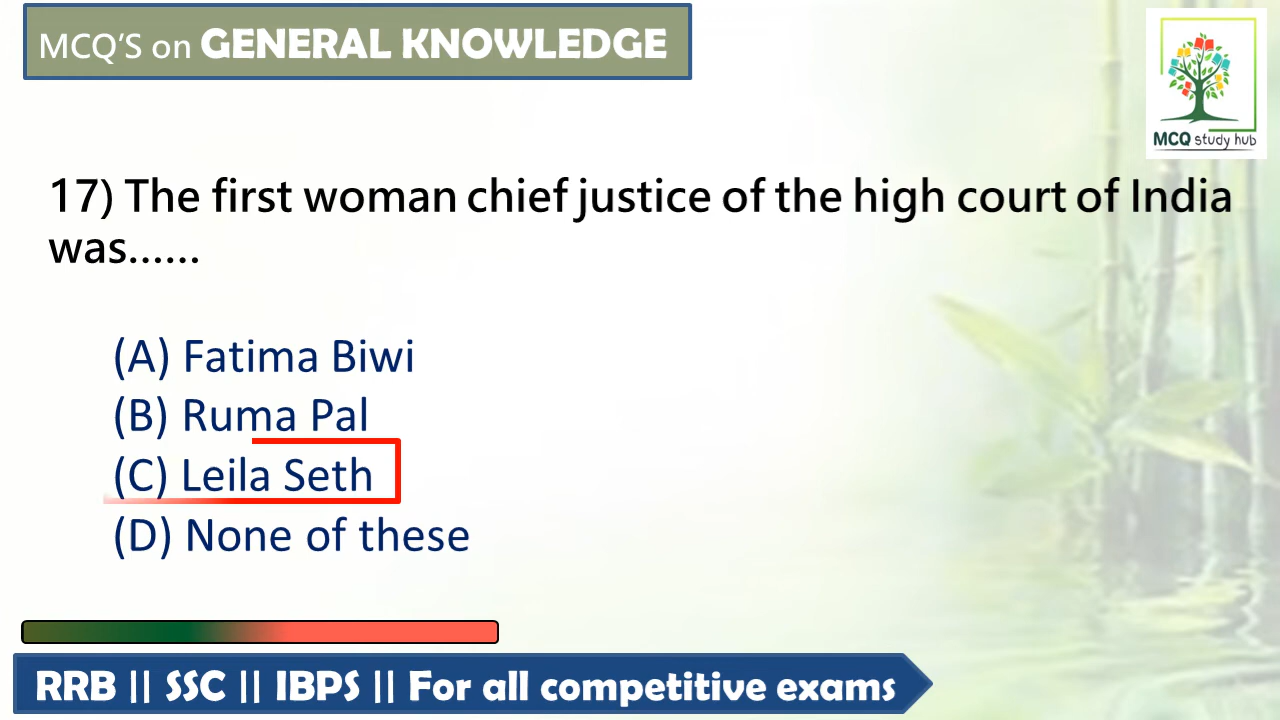 MCQ'S on GENERAL KNOWLEDGE
MCQ study hub
17) The first woman chief justice of the high court of India
was......
(A) Fatima Biwi
(B) Ruma Pal
(C) Leila Seth
(D) None of these
RRB || SSC || IBPS || For all competitive exams